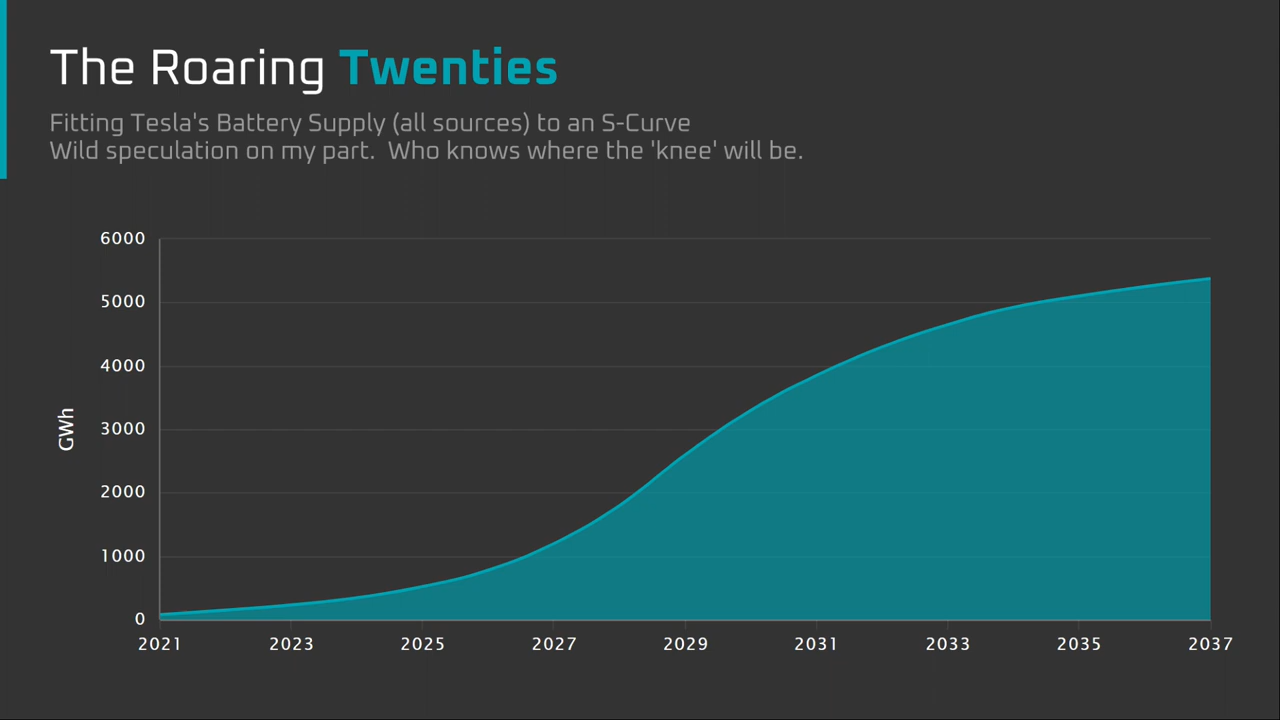 The Roaring Twenties
Fitting Tesla's Battery Supply (all sources) to an S-Curve
Wild speculation on my part.  Who knows where the 'knee' will be.
6000
5000
4000
3000
2000
1000
0
GWh
2021 2023 2025 2027 2029 2031 2033 2035 2037